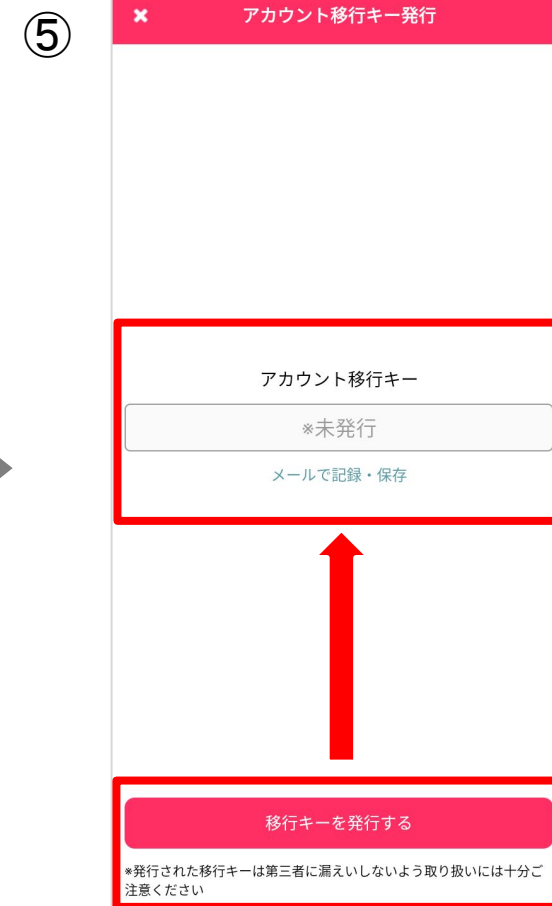 ⑤
アカウント移行キー発行
アカウント移行キー
※未発行
メールで記録・保存
移行キーを発行する
※発行された移行キーは第三者に漏えいしないよう取り扱いには十分ご
注意ください